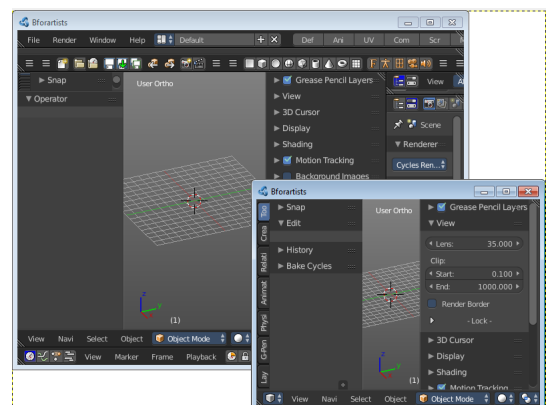 Bforartists
File Render Window Help Default Def Ani UV Com Scr
Snap
Operator
User Ortho
Grease Pencil Layers
View
3D Cursor
Display
Shading
Motion Tracking
Background Images
View
Scene
Renderer
Cycles Ren...
z
x
(1)
View Navi Select Object Object Mode
View Marker Frame Playback
Bforartists
Too
Crea
Relati
Animat
Physi
G-Pen
Lay
Snap
Edit
History
Bake Cycles
User Ortho
Grease Pencil Layers
View
Lens: 35.000
Clip:
Start: 0.100
End: 1000.000
Render Border
- Lock -
3D Cursor
Display
Shading
Motion Tracking
z
x
(1)
View Navi Select Object Object Mode